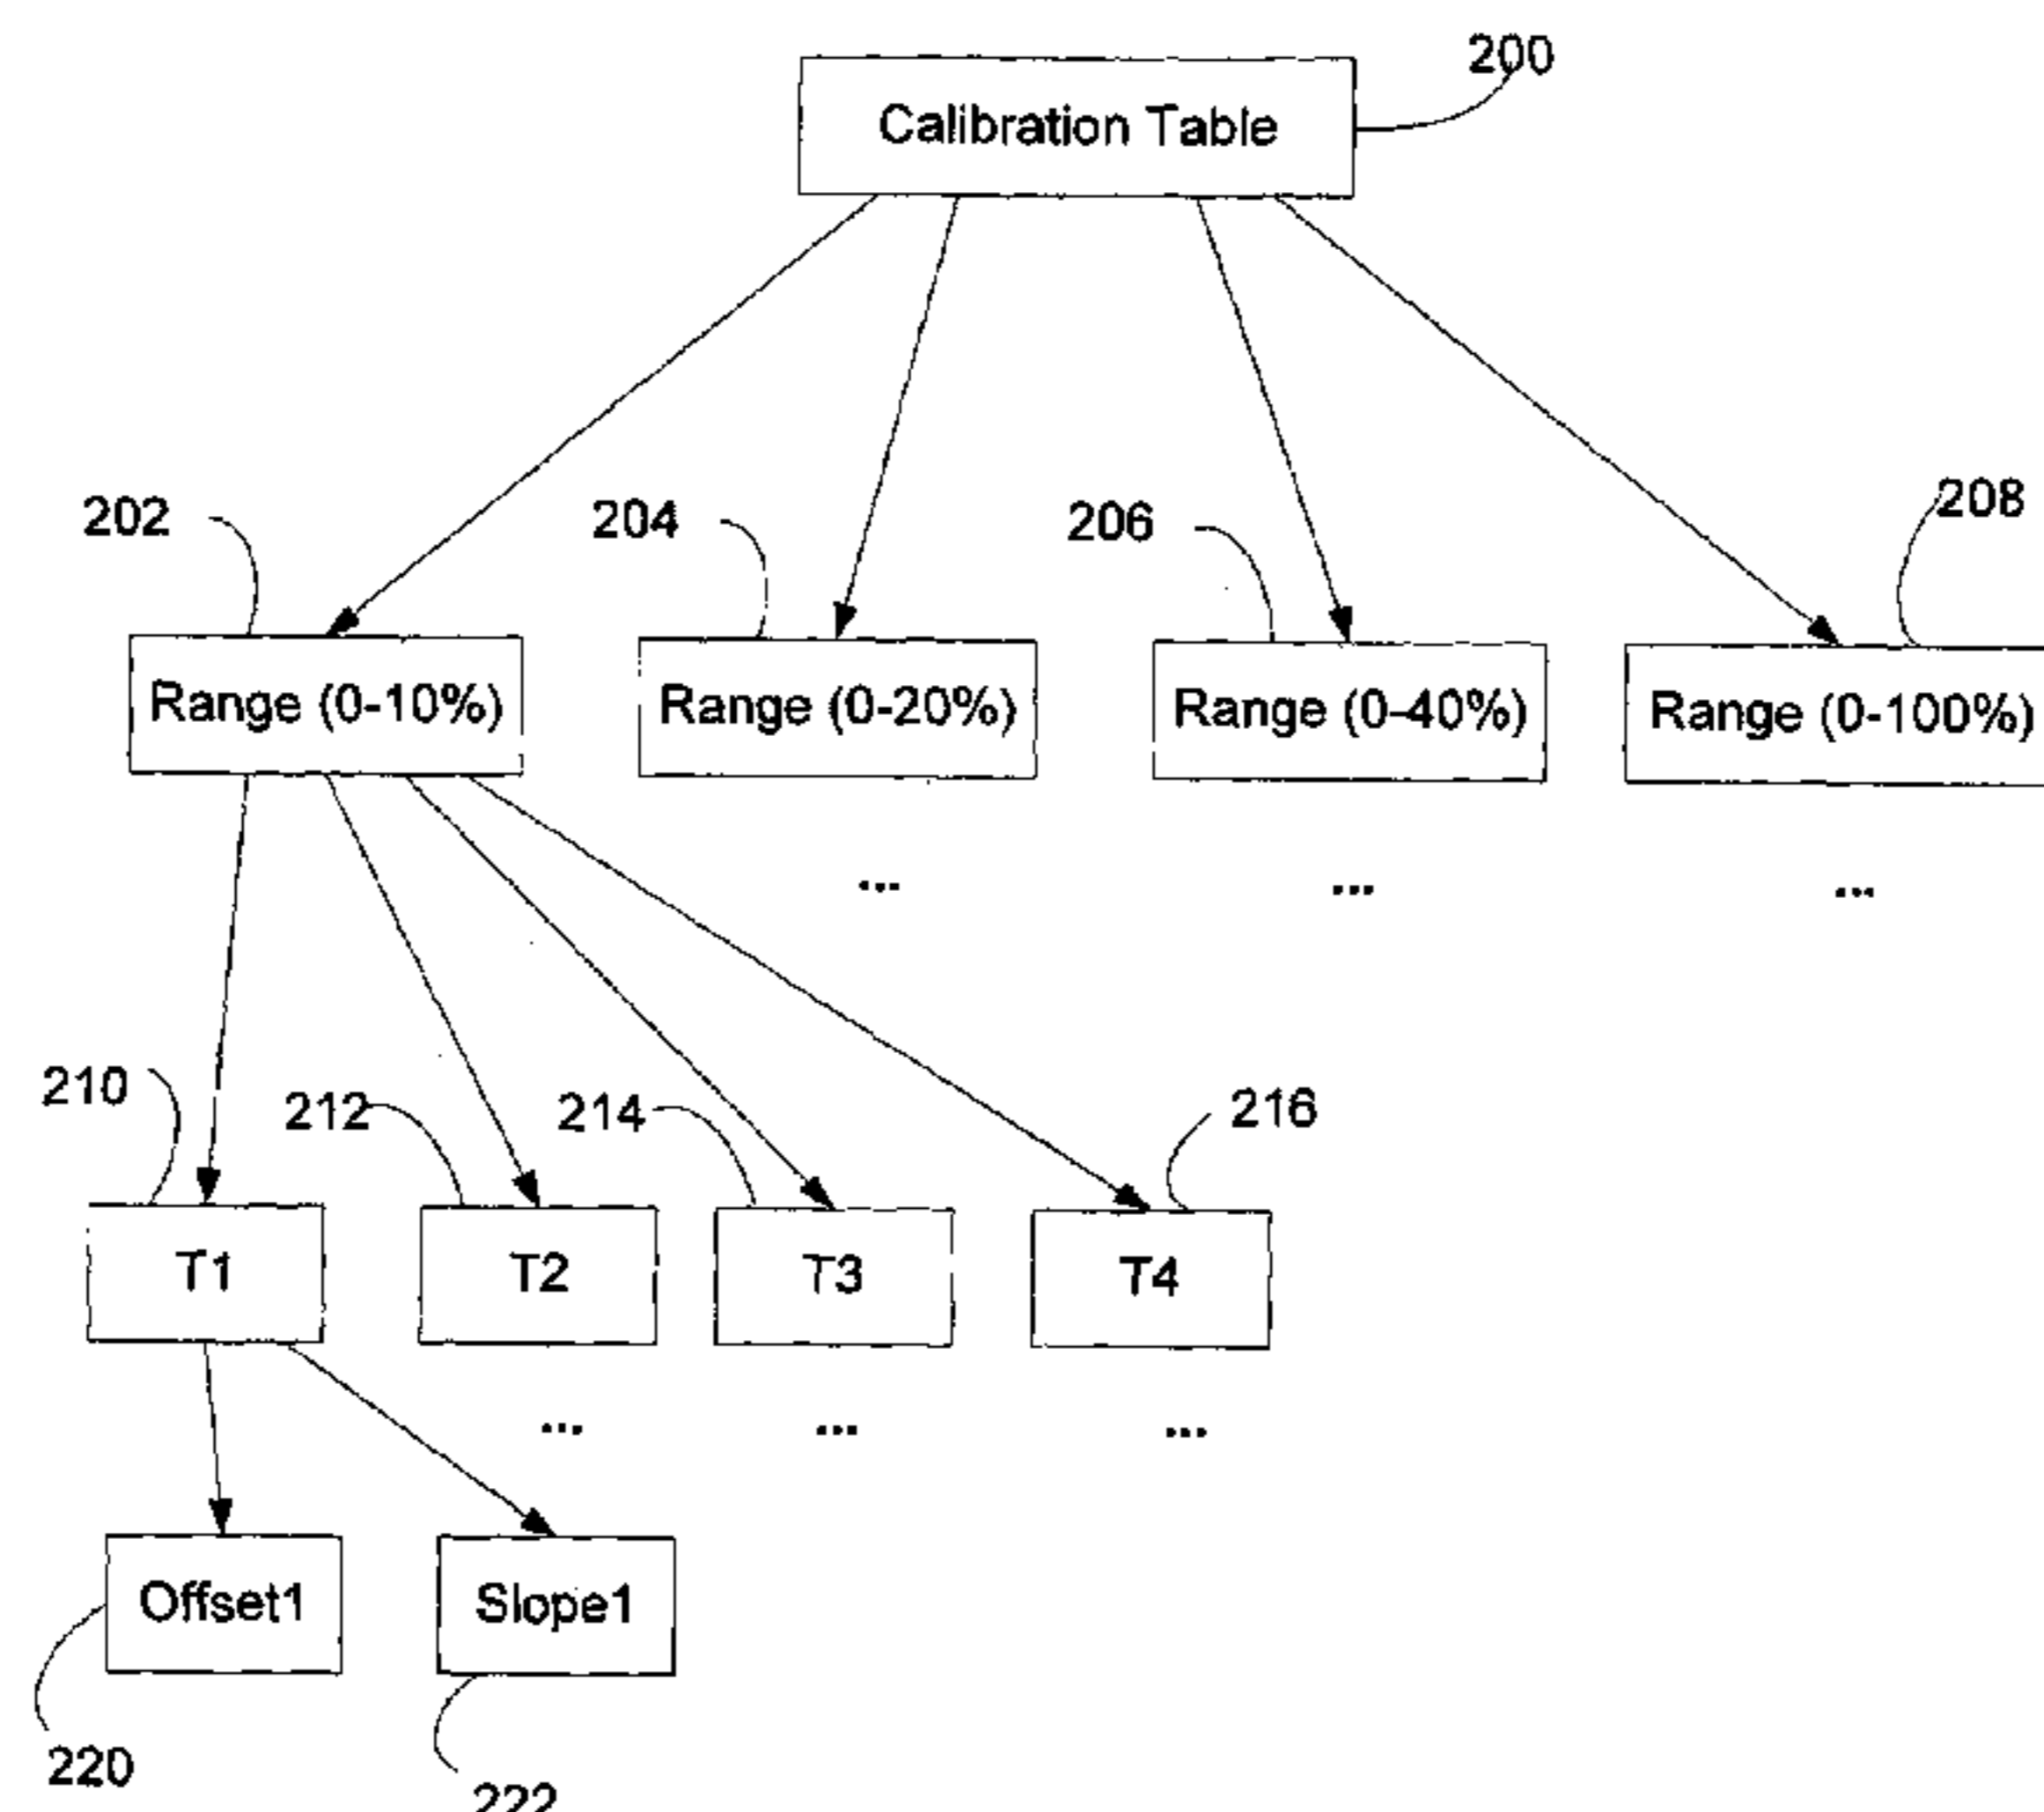 200
Calibration Table
202
204
206
208
Range (0-10%)
Range (0-20%)
Range (0-40%)
Range (0-100%)
...
...
...
210
212
214
216
T1
T2
T3
T4
...
...
...
Offset1
Slope1
220
222